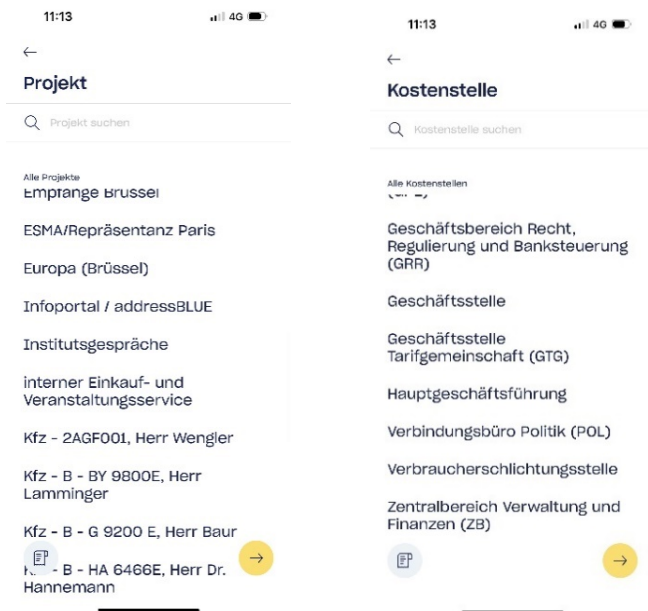 11:13
4G
Projekt
Projekt suchen
Alle Projekte
Empfänge Brüssel
ESMA/Repräsentanz Paris
Europa (Brüssel)
Infoportal / addressBLUE
Institutsgespräche
interner Einkauf- und
Veranstaltungsservice
Kfz - 2AGF001, Herr Wengler
Kfz - B - BY 9800E, Herr
Lamminger
Kfz - B - G 9200 E, Herr Baur
- B - HA 6466E, Herr Dr.
Hannemann
11:13
4G
Kostenstelle
Kostenstelle suchen
Alle Kostenstellen
Geschäftsbereich Recht,
Regulierung und Banksteuerung
(GRR)
Geschäftsstelle
Geschäftsstelle
Tarifgemeinschaft (GTG)
Hauptgeschäftsführung
Verbindungsbüro Politik (POL)
Verbraucherschlichtungsstelle
Zentralbereich Verwaltung und
Finanzen (ZB)